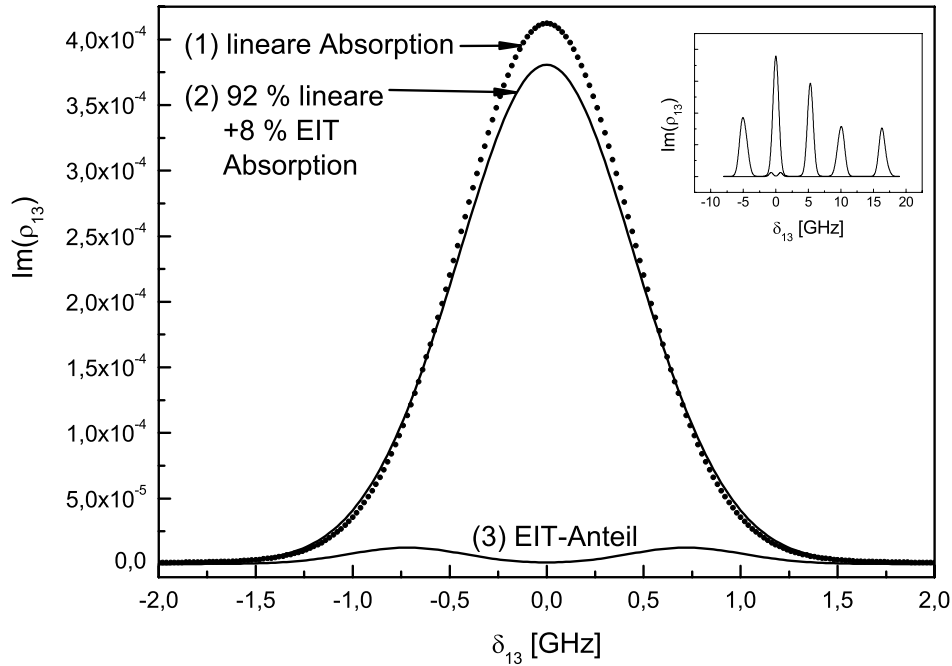 4,0x10-4
3,5x10-4
3,0x10-4
2,5x10-4
2,0x10-4
1,5x10-4
1,0x10-4
5,0x10-5
0,0
Im(ρ13)
(1) lineare Absorption
(2) 92 % lineare
+8 % EIT
Absorption
(3) EIT-Anteil
-2,0 -1,5 -1,0 -0,5 0,0 0,5 1,0 1,5 2,0
δ13 [GHz]
Im(ρ13)
-10 -5 0 5 10 15 20
δ13 [GHz]